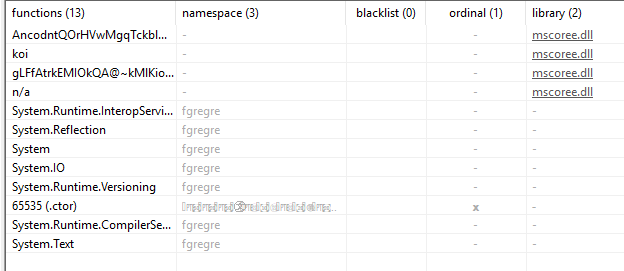 functions (13) namespace (3) blacklist (0) ordinal (1) library (2)
AncodntQOrHVwMgqTckbI... - - - mscoree.dll
koi - - - mscoree.dll
gLFfAtrkEMIOkQA@~kMIKio... - - - mscoree.dll
n/a - - - mscoree.dll
System.Runtime.InteropServi... fgregre - - -
System.Reflection fgregre - - -
System fgregre - - -
System.IO fgregre - - -
System.Runtime.Versioning fgregre - - -
65535 (.ctor) - x -
System.Runtime.CompilerSe... fgregre - - -
System.Text fgregre - - -